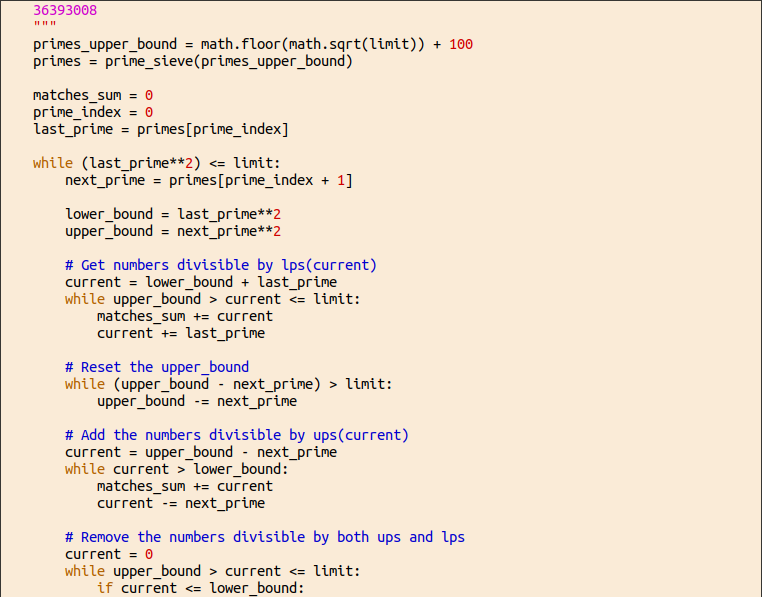 36393008
"""
primes_upper_bound = math.floor(math.sqrt(limit)) + 100
primes = prime_sieve(primes_upper_bound)
matches_sum = 0
prime_index = 0
last_prime = primes[prime_index]
while (last_prime**2) <= limit:
next_prime = primes[prime_index + 1]
lower_bound = last_prime**2
upper_bound = next_prime**2
# Get numbers divisible by lps(current)
current = lower_bound + last_prime
while upper_bound > current <= limit:
matches_sum += current
current += last_prime
# Reset the upper_bound
while (upper_bound - next_prime) > limit:
upper_bound -= next_prime
# Add the numbers divisible by ups(current)
current = upper_bound - next_prime
while current > lower_bound:
matches_sum += current
current -= next_prime
# Remove the numbers divisible by both ups and lps
current = 0
while upper_bound > current <= limit:
if current <= lower_bound: